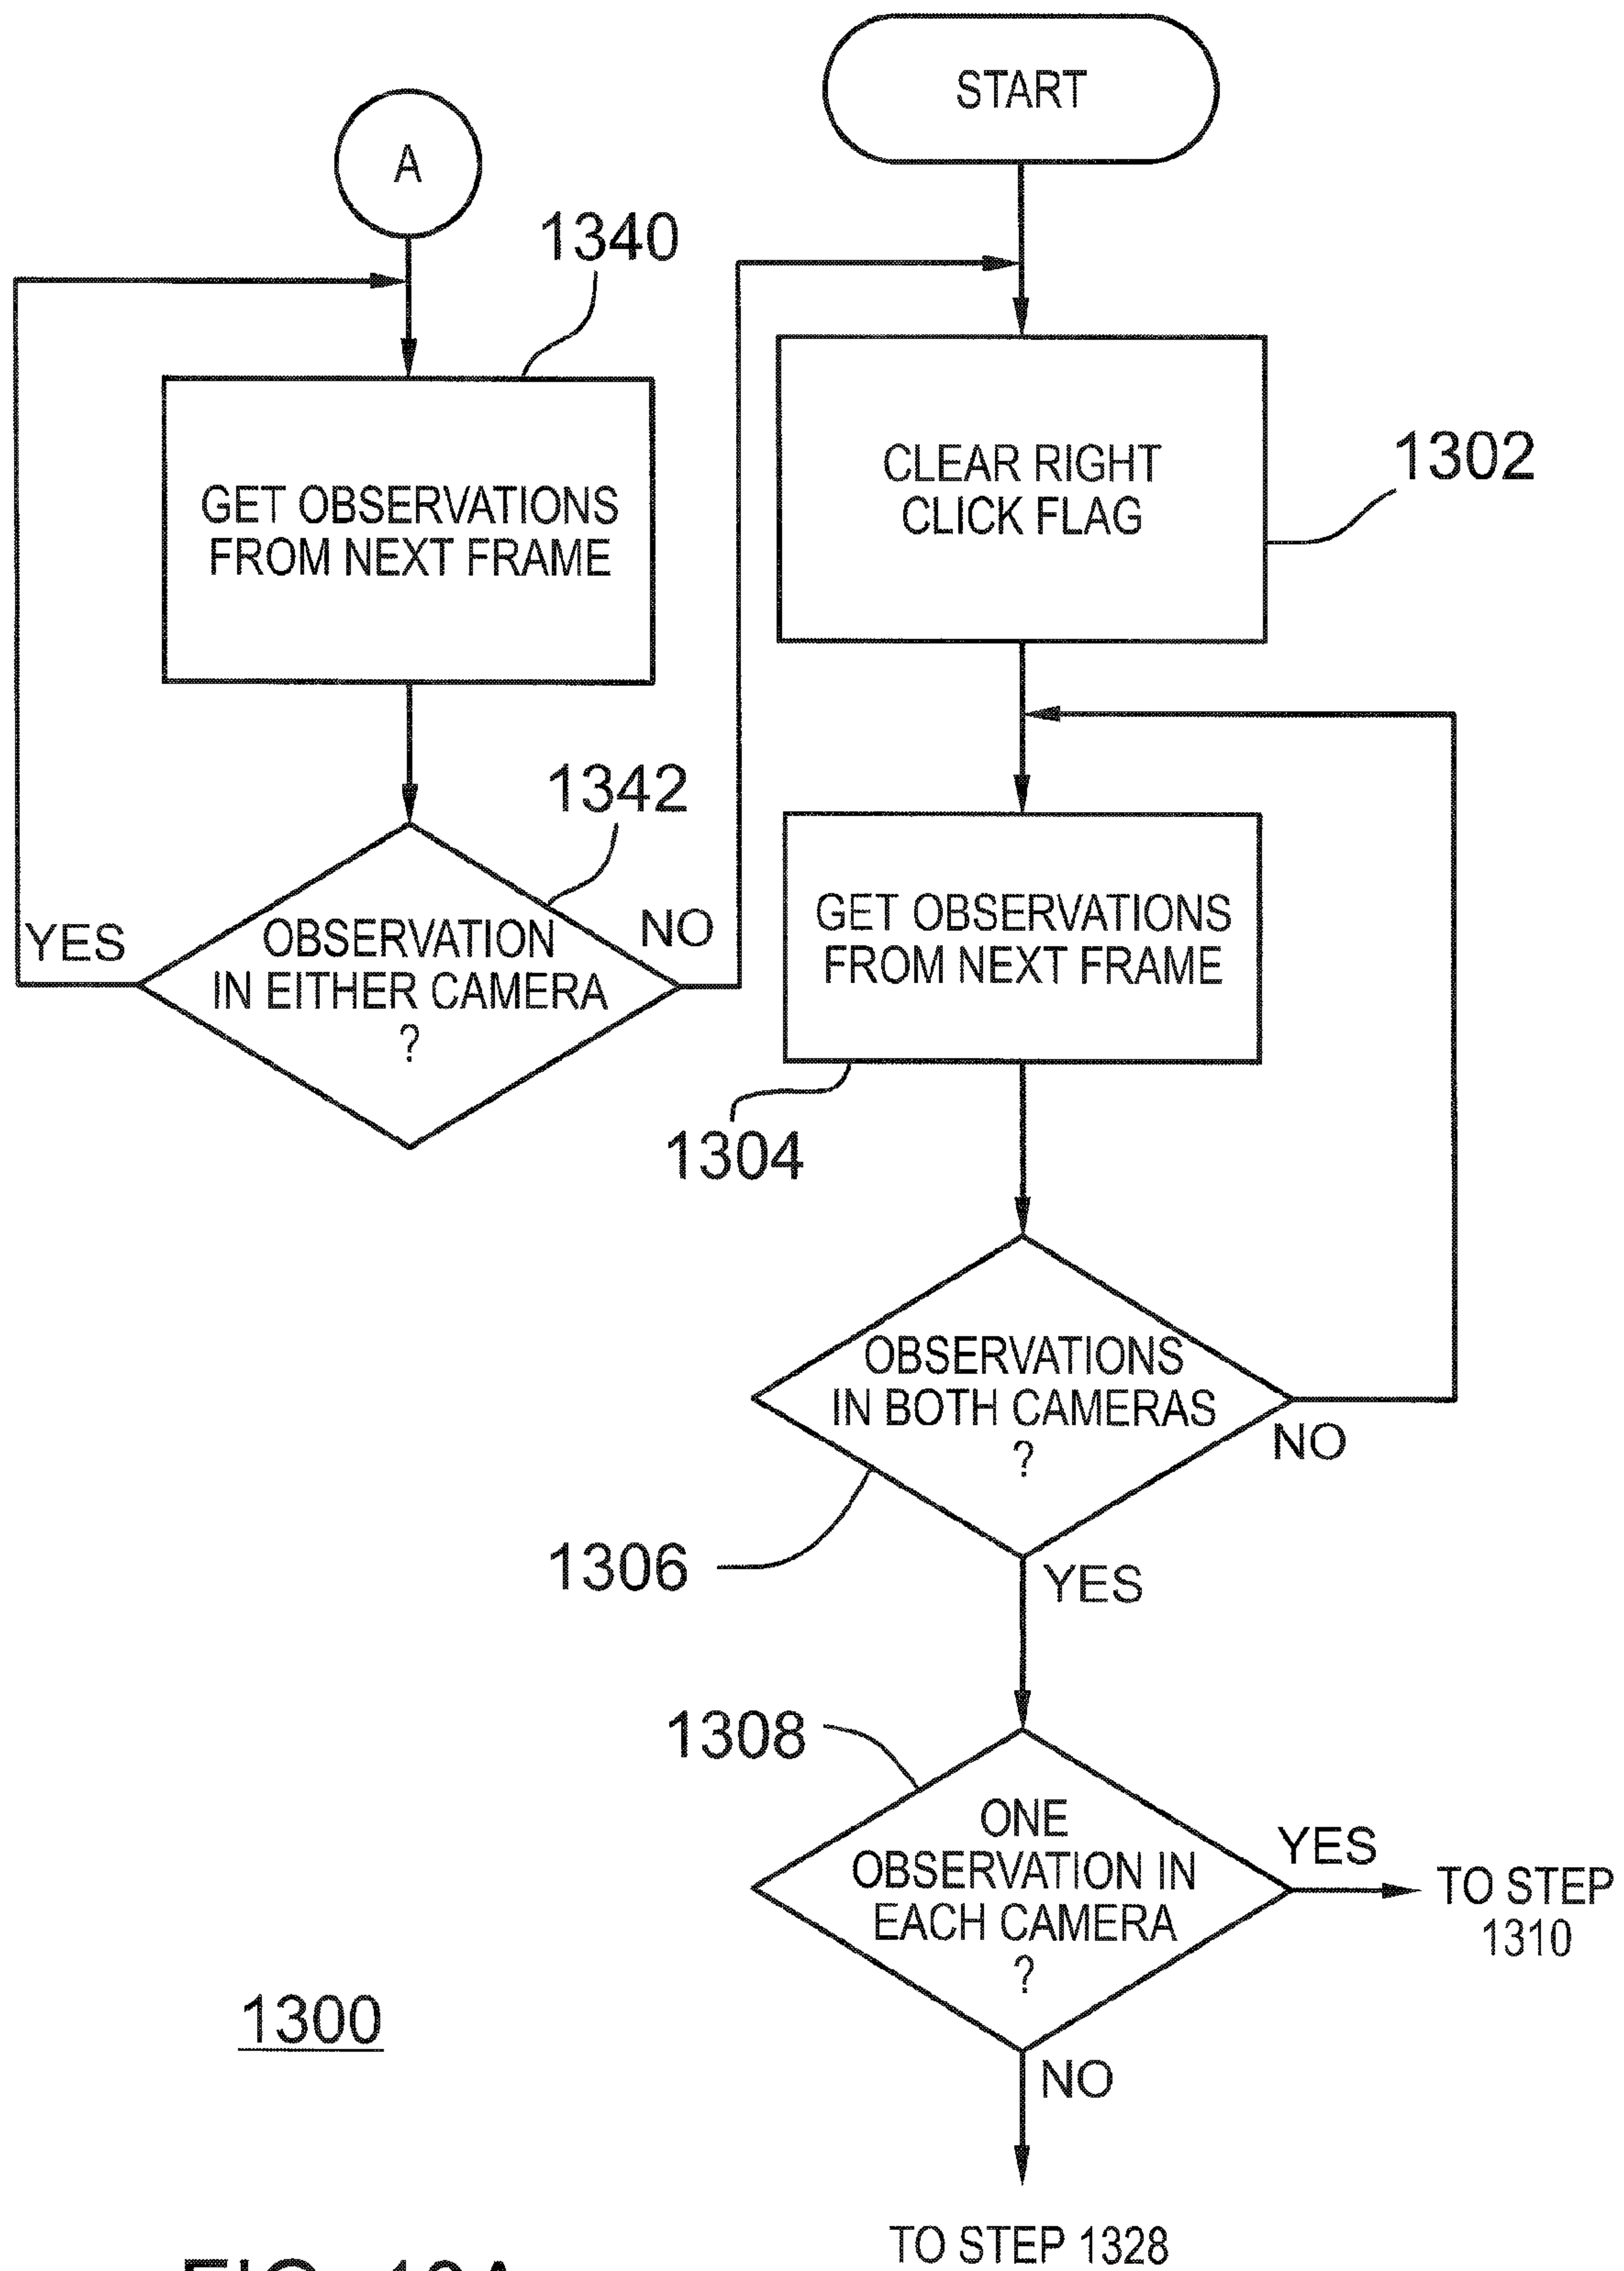 START
A
1340
CLEAR RIGHT
CLICK FLAG
1302
GET OBSERVATIONS
FROM NEXT FRAME
1342
OBSERVATION
IN EITHER CAMERA
?
YES
NO
GET OBSERVATIONS
FROM NEXT FRAME
1304
OBSERVATIONS
IN BOTH CAMERAS
?
NO
1306
YES
1308
ONE
OBSERVATION IN
EACH CAMERA
?
YES
TO STEP
1310
1300
NO
TO STEP 1328